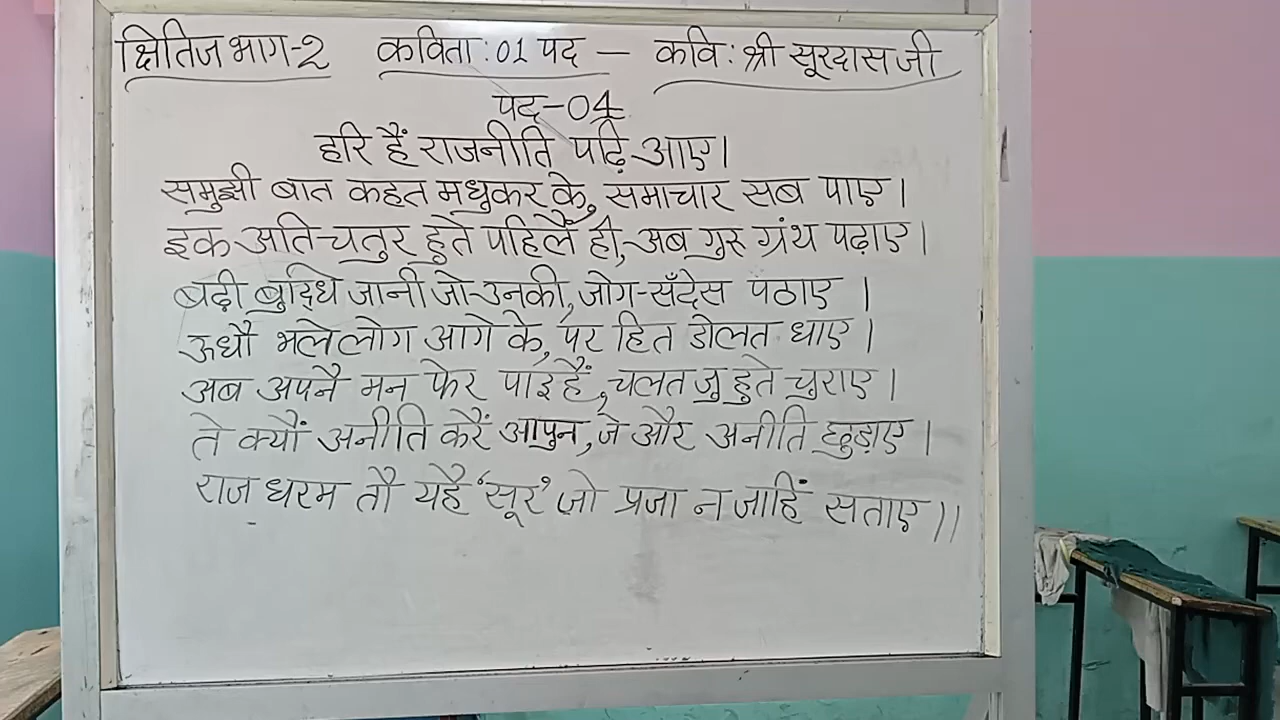 क्षितिज भाग-2 कविता: 01 पद — कवि: श्री सूरदास जी
पद-04
हरि हैं राजनीति पढ़ि आए।
समुझी बात कहत मधुकर के, समाचार सब पाए।
इक अति चतुर हुते पहिलैं ही, अब गुरु ग्रंथ पढ़ाए।
बढ़ी बुद्धि जानी जो उनकी, जोग-सँदेस पठाए।
ऊधौ भले लोग आगे के, पर हित डोलत धाए।
अब अपनै मन फेर पाइहैं, चलत जु हुते चुराए।
ते क्यौं अनीति करैं आपुन, जे और अनीति छुड़ाए।
राज धरम तौ यहै 'सूर' जो प्रजा न जाहिं सताए।।